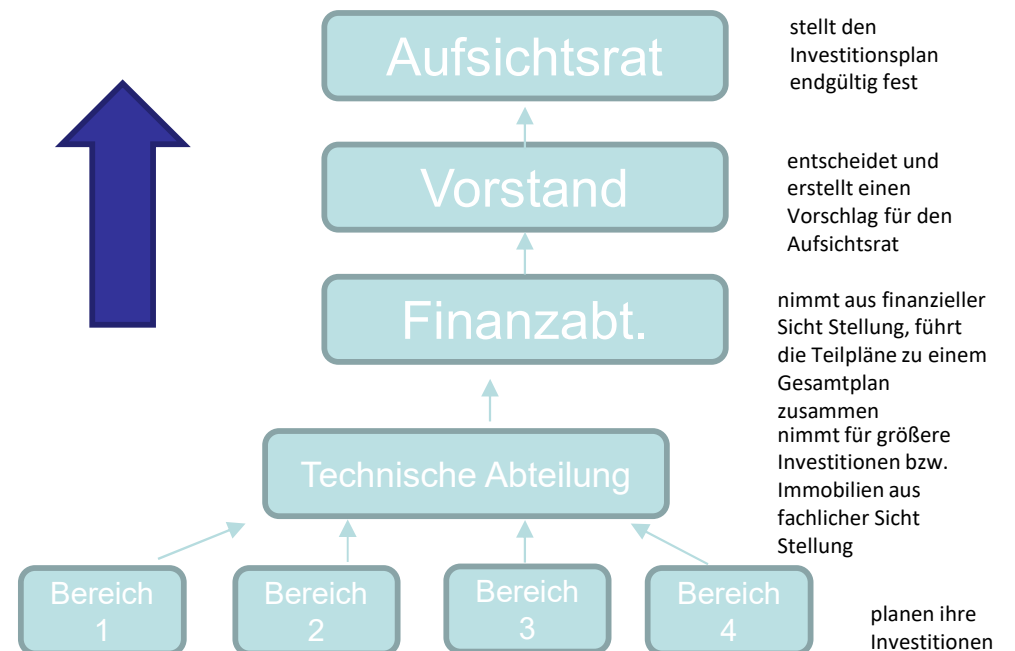 Aufsichtsrat
stellt den
Investitionsplan
endgültig fest
Vorstand
entscheidet und
erstellt einen
Vorschlag für den
Aufsichtsrat
Finanzabt.
nimmt aus finanzieller
Sicht Stellung, führt
die Teilpläne zu einem
Gesamtplan
zusammen
Technische Abteilung
nimmt für größere
Investitionen bzw.
Immobilien aus
fachlicher Sicht
Stellung
Bereich
1
Bereich
2
Bereich
3
Bereich
4
planen ihre
Investitionen